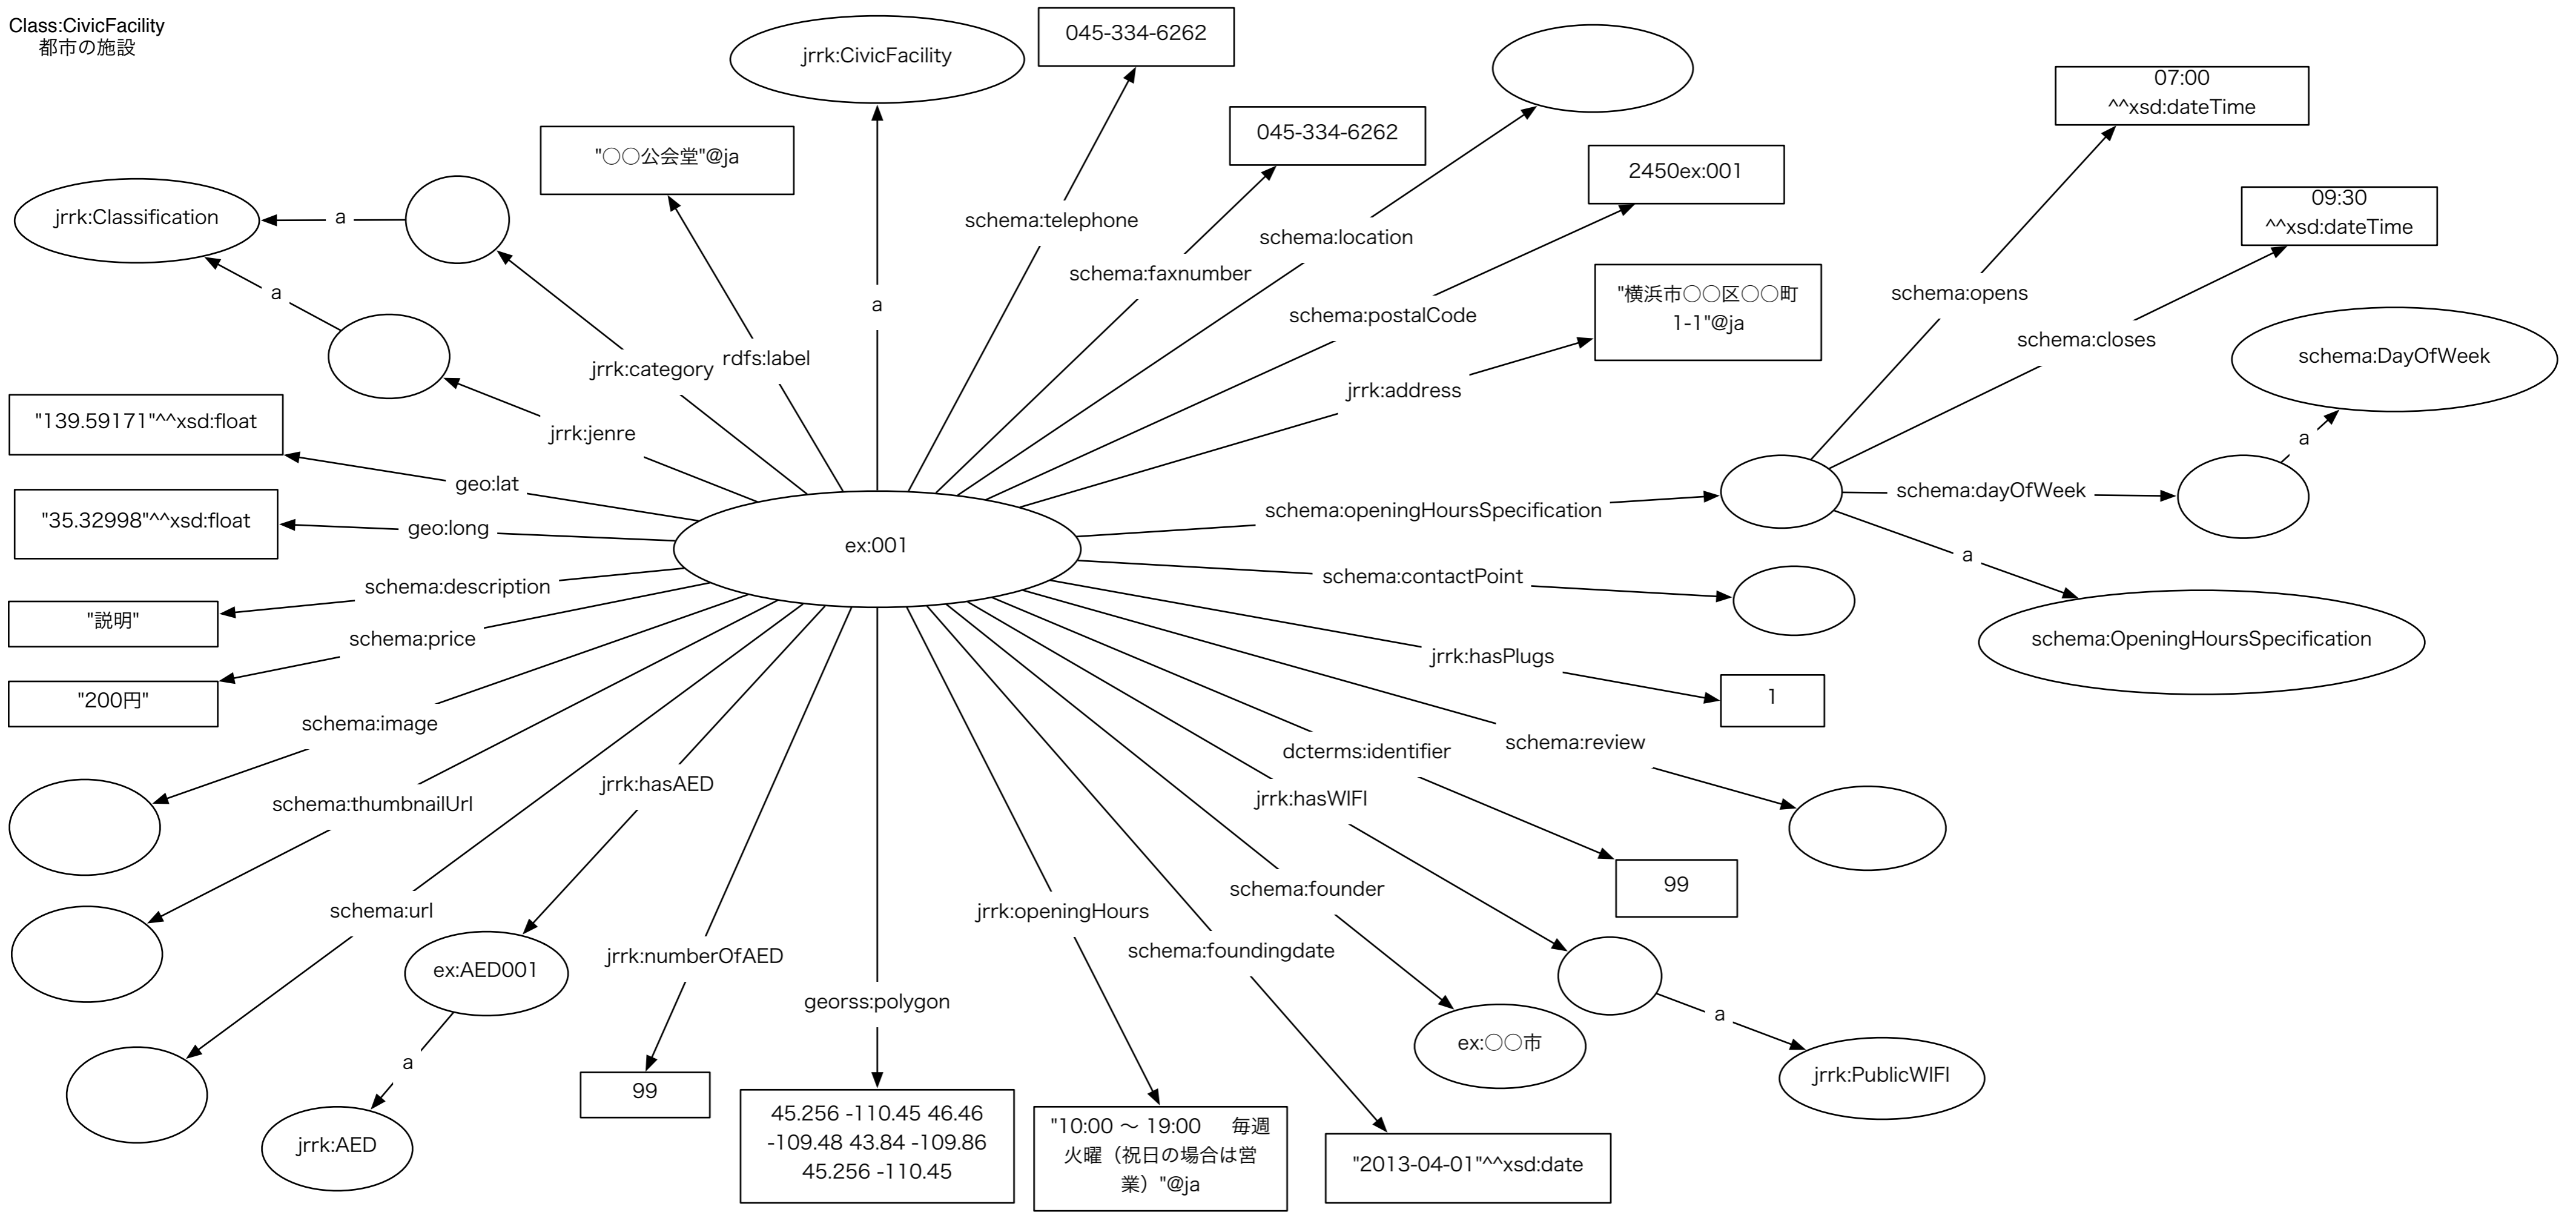 Class:CivicFacility
都市の施設
jrrk:CivicFacility
045-334-6262
045-334-6262
07:00
^^xsd:dateTime
"○○公会堂"@ja
2450ex:001
09:30
^^xsd:dateTime
jrrk:Classification
a
schema:telephone
schema:location
schema:faxnumber
a
a
schema:postalCode
"横浜市○○区○○町
1-1"@ja
schema:opens
schema:closes
schema:DayOfWeek
jrrk:category
rdfs:label
jrrk:address
"139.59171"^^xsd:float
jrrk:jenre
a
geo:lat
schema:dayOfWeek
"35.32998"^^xsd:float
geo:long
schema:openingHoursSpecification
ex:001
a
schema:description
schema:contactPoint
"説明"
schema:price
schema:OpeningHoursSpecification
jrrk:hasPlugs
"200円"
1
schema:image
schema:review
dcterms:identifier
jrrk:hasAED
schema:thumbnailUrl
jrrk:hasWIFI
schema:url
schema:founder
99
jrrk:openingHours
ex:AED001
jrrk:numberOfAED
schema:foundingdate
georss:polygon
a
a
ex:○○市
jrrk:PublicWIFI
99
jrrk:AED
45.256 -110.45 46.46
-109.48 43.84 -109.86
45.256 -110.45
"10:00 〜 19:00　毎週
火曜（祝日の場合は営
業）"@ja
"2013-04-01"^^xsd:date